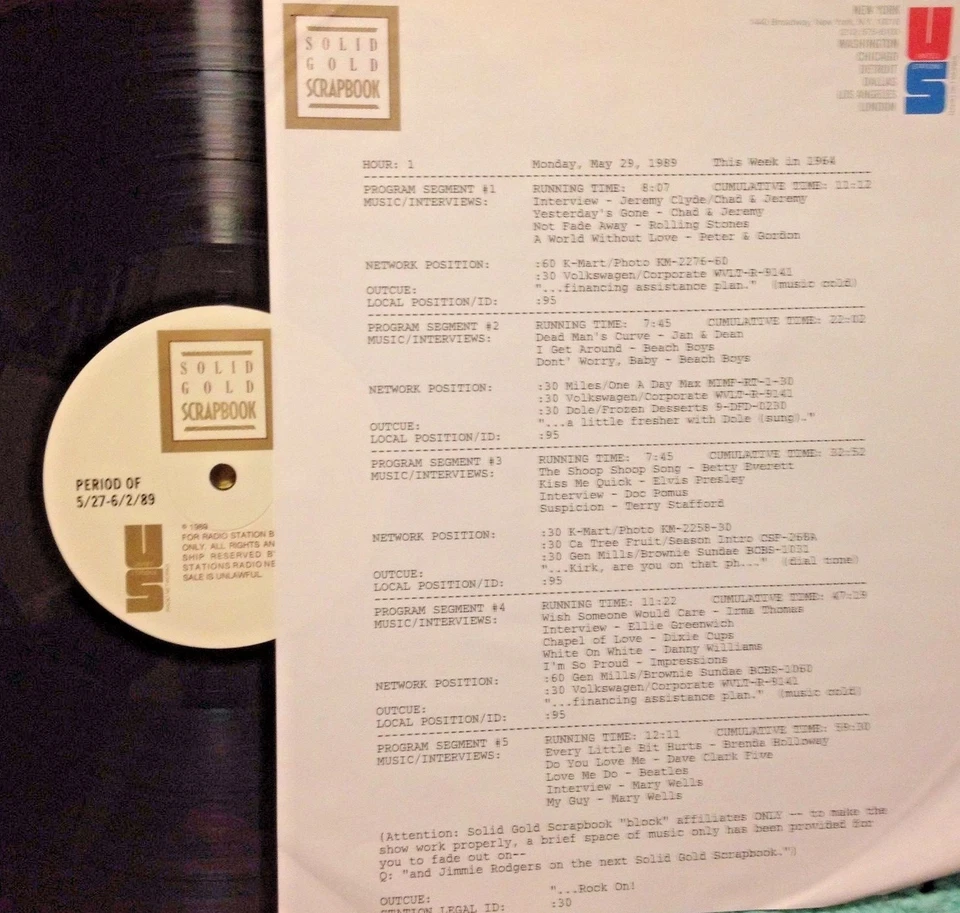 SOLID
GOLD
SCRAPBOOK
PERIOD OF
5/27-6/2/89
US
℗ 1989
FOR RADIO STATION B
ONLY. ALL RIGHTS AN
SHIP RESERVED B
STATIONS RADIO NE
SALE IS UNLAWFUL
SOLID
GOLD
SCRAPBOOK
NEW YORK
1440 Broadway, New York, N.Y. 10018
WASHINGTON
CHICAGO
DETROIT
DALLAS
LOS ANGELES
LONDON
US
HOUR: 1 Monday, May 29, 1989 This Week in 1964
PROGRAM SEGMENT #1 RUNNING TIME: 8:07 CUMULATIVE TIME: 11:12
MUSIC/INTERVIEWS: Interview - Jeremy Clyde/Chad & Jeremy
Yesterday's Gone - Chad & Jeremy
Not Fade Away - Rolling Stones
A World Without Love - Peter & Gordon
NETWORK POSITION: :60 K-Mart/Photo KM-2276-60
:30 Volkswagen/Corporate WVLT-R-9141
OUTCUE: "...financing assistance plan." (music cold)
LOCAL POSITION/ID: :95
PROGRAM SEGMENT #2 RUNNING TIME: 7:45 CUMULATIVE TIME:
MUSIC/INTERVIEWS: Dead Man's Curve - Jan & Dean
I Get Around - Beach Boys
Dont' Worry, Baby - Beach Boys
NETWORK POSITION: :30 Miles/One A Day Max MIMF-RT-1-30
:30 Volkswagen/Corporate WVLT-R-9141
:30 Dole/Frozen Desserts 9-DFD-0230
OUTCUE: "...a little fresher with Dole (sung)."
LOCAL POSITION/ID: :95
PROGRAM SEGMENT #3 RUNNING TIME: 7:45 CUMULATIVE TIME: 32:52
MUSIC/INTERVIEWS: The Shoop Shoop Song - Betty Everett
Kiss Me Quick - Elvis Presley
Interview - Doc Pomus
Suspicion - Terry Stafford
NETWORK POSITION: :30 K-Mart/Photo KM-2258-30
:30 Ca Tree Fruit/Season Intro CSF-268A
:30 Gen Mills/Brownie Sundae BCBS-1031
OUTCUE: "...Kirk, are you on that ph..." (dial tone)
LOCAL POSITION/ID: :95
PROGRAM SEGMENT #4 RUNNING TIME: 11:22 CUMULATIVE TIME: 47:19
MUSIC/INTERVIEWS: Wish Someone Would Care - Irma Thomas
Interview - Ellie Greenwich
Chapel of Love - Dixie Cups
White On White - Danny Williams
I'm So Proud - Impressions
NETWORK POSITION: :60 Gen Mills/Brownie Sundae BCBS-1060
:30 Volkswagen/Corporate WVLT-R-9141
OUTCUE: "...financing assistance plan." (music cold)
LOCAL POSITION/ID: :95
PROGRAM SEGMENT #5 RUNNING TIME: 12:11 CUMULATIVE TIME: 59:30
MUSIC/INTERVIEWS: Every Little Bit Hurts - Brenda Holloway
Do You Love Me - Dave Clark Five
Love Me Do - Beatles
Interview - Mary Wells
My Guy - Mary Wells
(Attention: Solid Gold Scrapbook "block" affiliates ONLY -- to make the
show work properly, a brief space of music only has been provided for
you to fade out on--
Q: "and Jimmie Rodgers on the next Solid Gold Scrapbook.")
OUTCUE: "...Rock On!
STATION LEGAL ID: :30